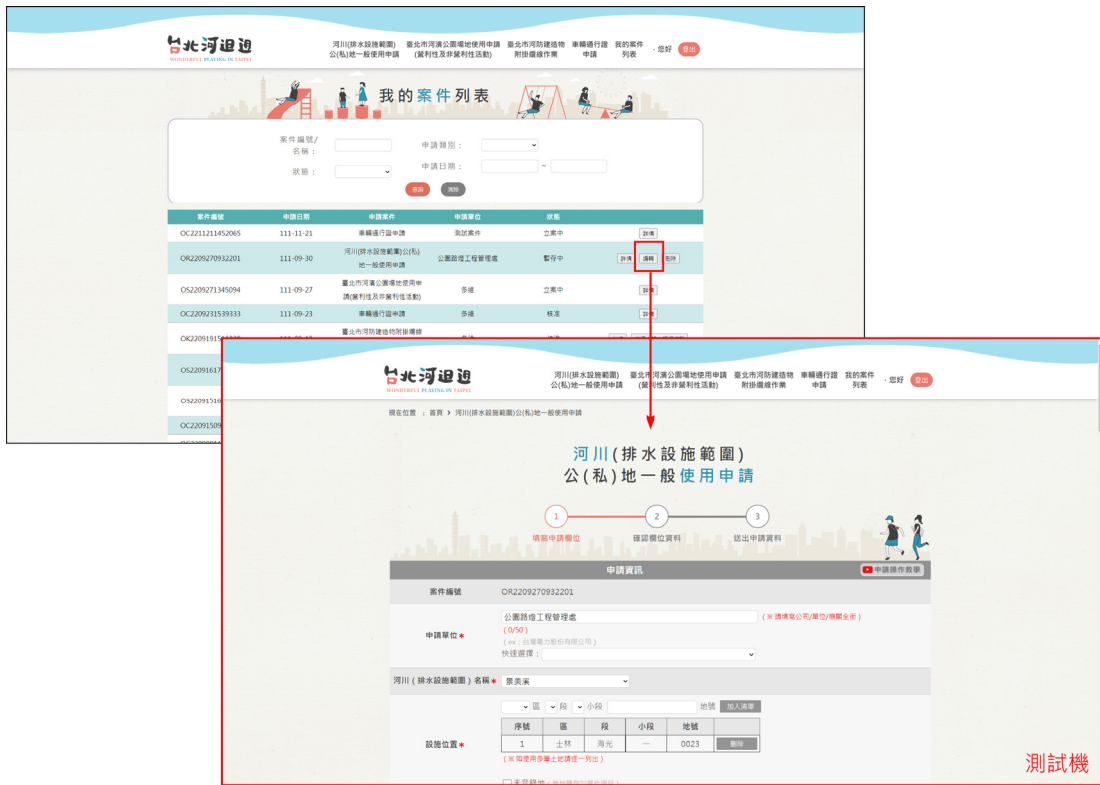 台北河迴迴
WONDERFUL PLAYING IN TAIPEI
河川(排水設施範圍) 臺北市河濱公園場地使用申請 臺北市河防建造物 車輛通行證 我的案件
公(私)地一般使用申請 (營利性及非營利性活動) 附掛纜線作業 申請 列表
，您好 登出
我的案件列表
案件編號/
名稱：
申請類別：
狀態：
申請日期： ~
查詢 清除
案件編號 申請日期 申請案件 申請單位 狀態
OC2211211452065 111-11-21 車輛通行證申請 測試案件 立案中 詳情
河川(排水設施範圍)公(私)
地一般使用申請
OR2209270932201 111-09-30 公園路燈工程管理處 暫存中 詳情 編輯 刪除
臺北市河濱公園場地使用申
請(營利性及非營利性活動)
OS2209271345094 111-09-27 多維 立案中 詳情
OC2209231539333 111-09-23 車輛通行證申請 多維 核准 詳情
臺北市河防建造物附掛纜線
OK2209191
OS22091617
OS22091516
OC22091509
台北河迴迴
WONDERFUL PLAYING IN TAIPEI
河川(排水設施範圍) 臺北市河濱公園場地使用申請 臺北市河防建造物 車輛通行證 我的案件
公(私)地一般使用申請 (營利性及非營利性活動) 附掛纜線作業 申請 列表
，您好 登出
現在位置 ： 首頁 › 河川(排水設施範圍)公(私)地一般使用申請
河川(排水設施範圍)
公(私)地一般使用申請
1 2 3
填寫申請欄位 確認欄位資料 送出申請資料
申請資訊
申請操作教學
案件編號 OR2209270932201
申請單位* 公園路燈工程管理處 (※請填寫公司/單位/機關全銜)
(0/50)
(ex：台灣電力股份有限公司)
快速選擇：
河川(排水設施範圍)名稱* 景美溪
區 段 小段 地號 加入清單
設施位置*
序號 區 段 小段 地號
1 士林 海光 — 0023 刪除
(※如使用多筆土地請逐一列出)
未登錄地
測試機